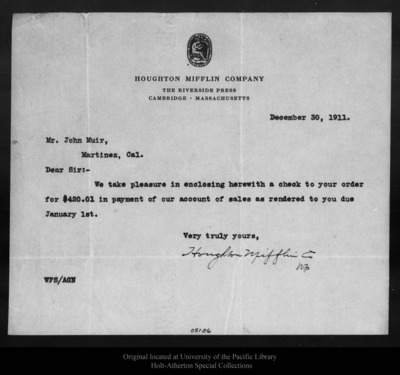 HOUGHTON MIFFLIN COMPANY
THE RIVERSIDE PRESS
CAMBRIDGE · MASSACHUSETTS
December 30, 1911.
Mr. John Muir,
Martinez, Cal.
Dear Sir:-
We take pleasure in enclosing herewith a check to your order
for $420.01 in payment of our account of sales as rendered to you due
January 1st.
Very truly yours,
Houghton Mifflin Co
WFS/AGN
05106
Original located at University of the Pacific Library
Holt-Atherton Special Collections